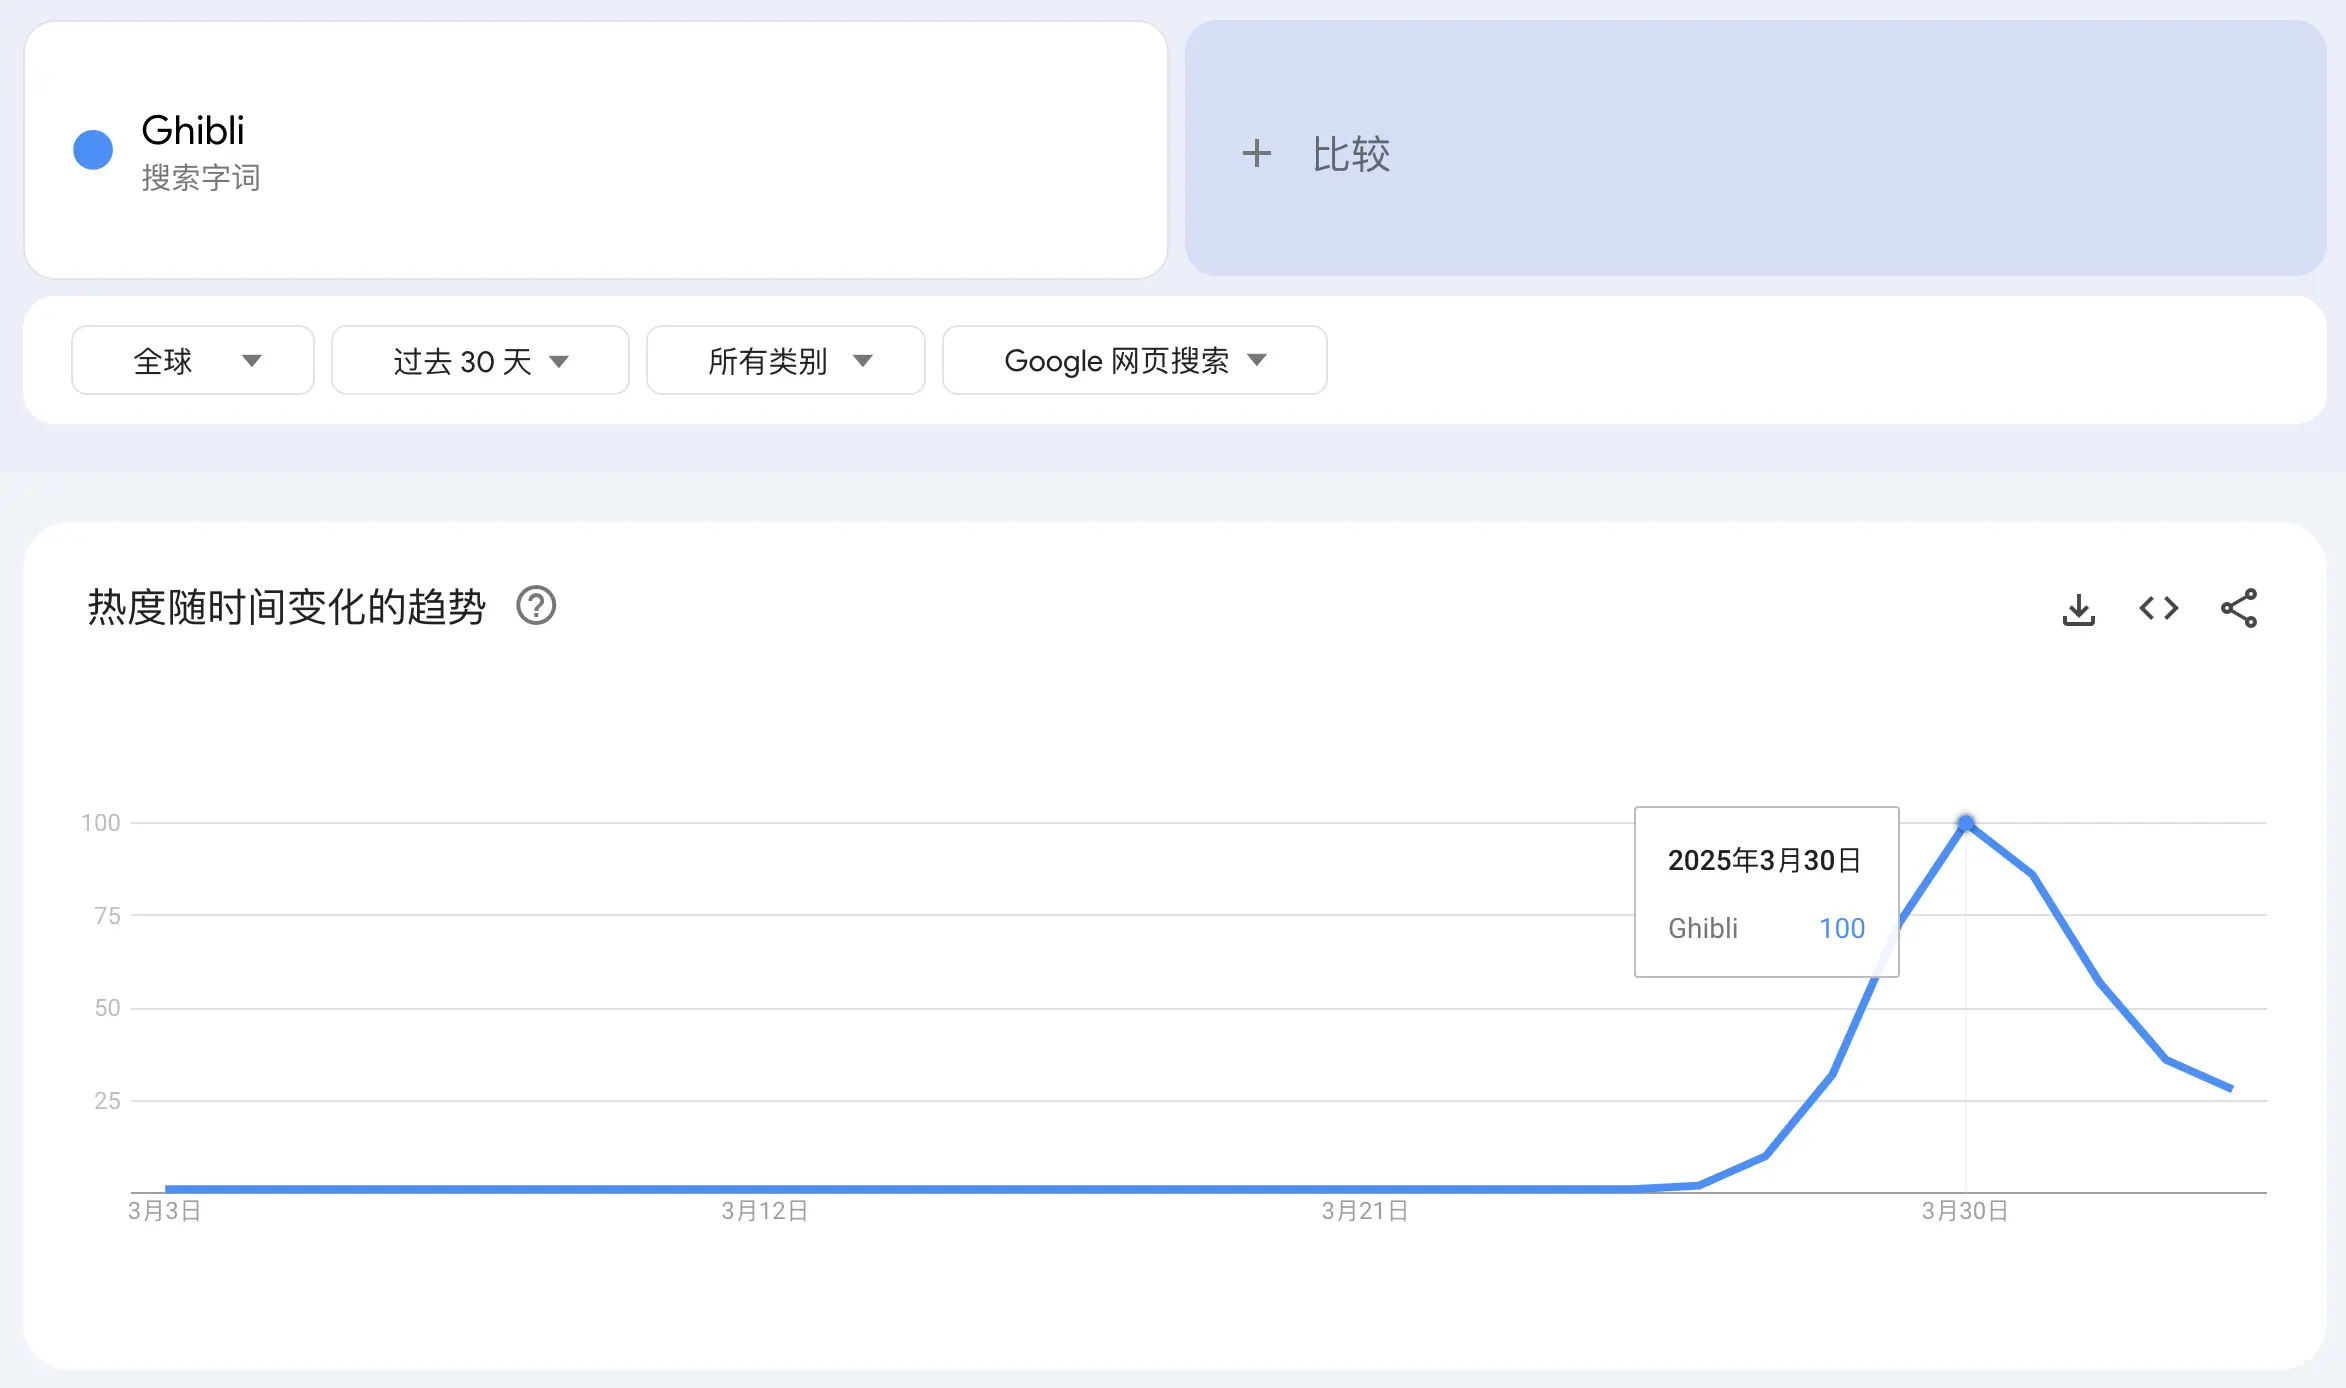 Ghibli
搜索字词
比较
全球
过去 30 天
所有类别
Google 网页搜索
热度随时间变化的趋势
100
75
50
25
2025年3月30日
Ghibli 100
3月3日
3月12日
3月21日
3月30日